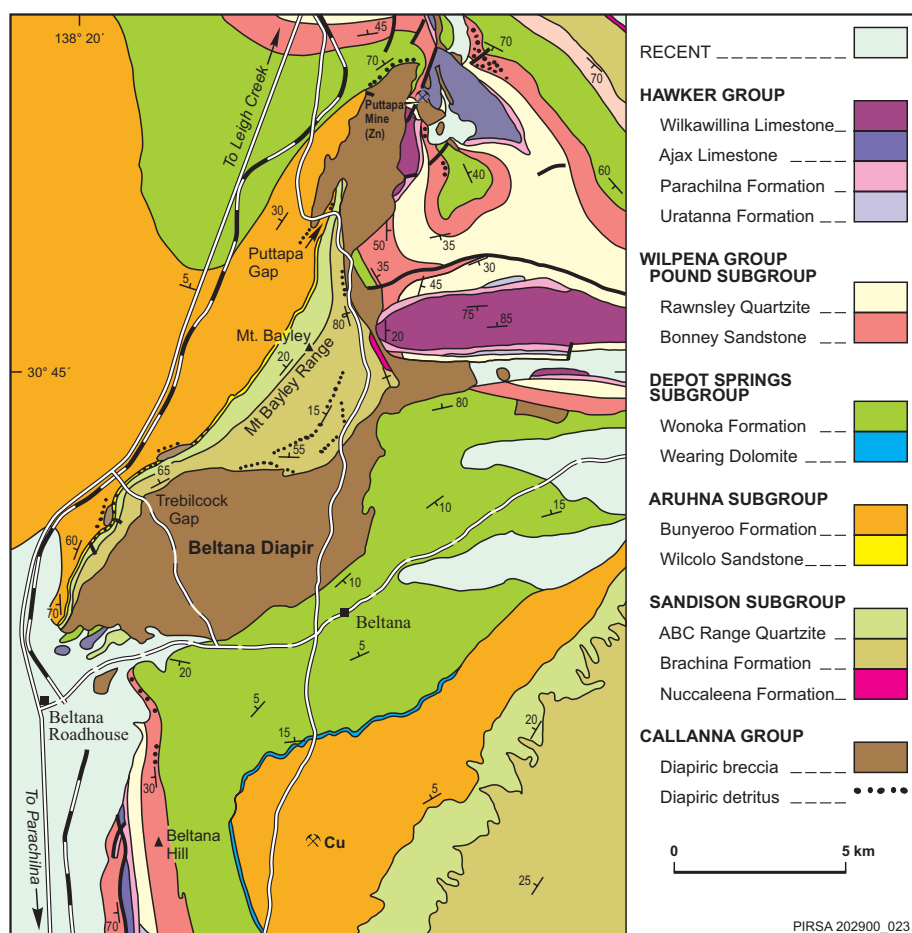 138° 20´
To Leigh Creek
45
70
70
70
Puttapa
Mine
(Zn)
40
60
30
Puttapa
Gap
50
35
35
30
45
5
80
75
85
20
Mt. Bayley
20
Mt Bayley Range
30° 45´
15
80
55
65
Trebilcock
Gap
10
15
60
Beltana Diapir
70
10
Beltana
5
20
Beltana
Roadhouse
5
15
20
30
5
To Parachilna
Beltana
Hill
Cu
25
70
RECENT
HAWKER GROUP
Wilkawillina Limestone
Ajax Limestone
Parachilna Formation
Uratanna Formation
WILPENA GROUP
POUND SUBGROUP
Rawnsley Quartzite
Bonney Sandstone
DEPOT SPRINGS
SUBGROUP
Wonoka Formation
Wearing Dolomite
ARUHNA SUBGROUP
Bunyeroo Formation
Wilcolo Sandstone
SANDISON SUBGROUP
ABC Range Quartzite
Brachina Formation
Nuccaleena Formation
CALLANNA GROUP
Diapiric breccia
Diapiric detritus
0 5 km
PIRSA 202900_023